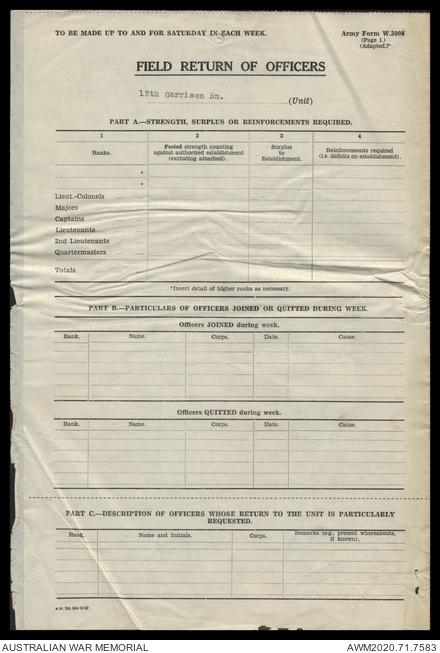 TO BE MADE UP TO AND FOR SATURDAY IN EACH WEEK.
Army Form W.3008
(Page 1.)
(Adapted.)
FIELD RETURN OF OFFICERS
12th Garrison Bn.
(Unit)
PART A.—STRENGTH, SURPLUS OR REINFORCEMENTS REQUIRED.
1 2 3 4
Ranks.
Posted strength counting
against authorized establishment
(excluding attached).
Surplus
to
Establishment.
Reinforcements required
(i.e. deficits on establishment).
*
*
Lieut.-Colonels
Majors
Captains
Lieutenants
2nd Lieutenants
Quartermasters
Totals
*Insert detail of higher ranks as necessary.
PART B.—PARTICULARS OF OFFICERS JOINED OR QUITTED DURING WEEK.
Officers JOINED during week.
Rank. Name. Corps. Date. Cause.
Officers QUITTED during week.
Rank. Name. Corps. Date. Cause.
PART C.—DESCRIPTION OF OFFICERS WHOSE RETURN TO THE UNIT IS PARTICULARLY
REQUESTED.
Rank. Name and Initials. Corps.
Remarks (e.g., present whereabouts,
if known).
AUSTRALIAN WAR MEMORIAL
AWM2020.71.7583